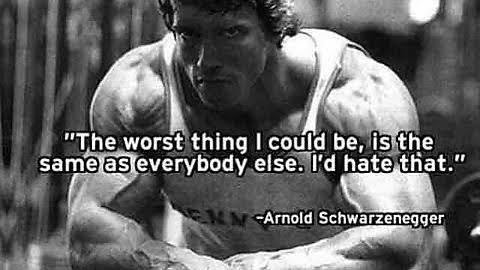 "The worst thing I could be, is the
same as everybody else. I'd hate that."
-Arnold Schwarzenegger